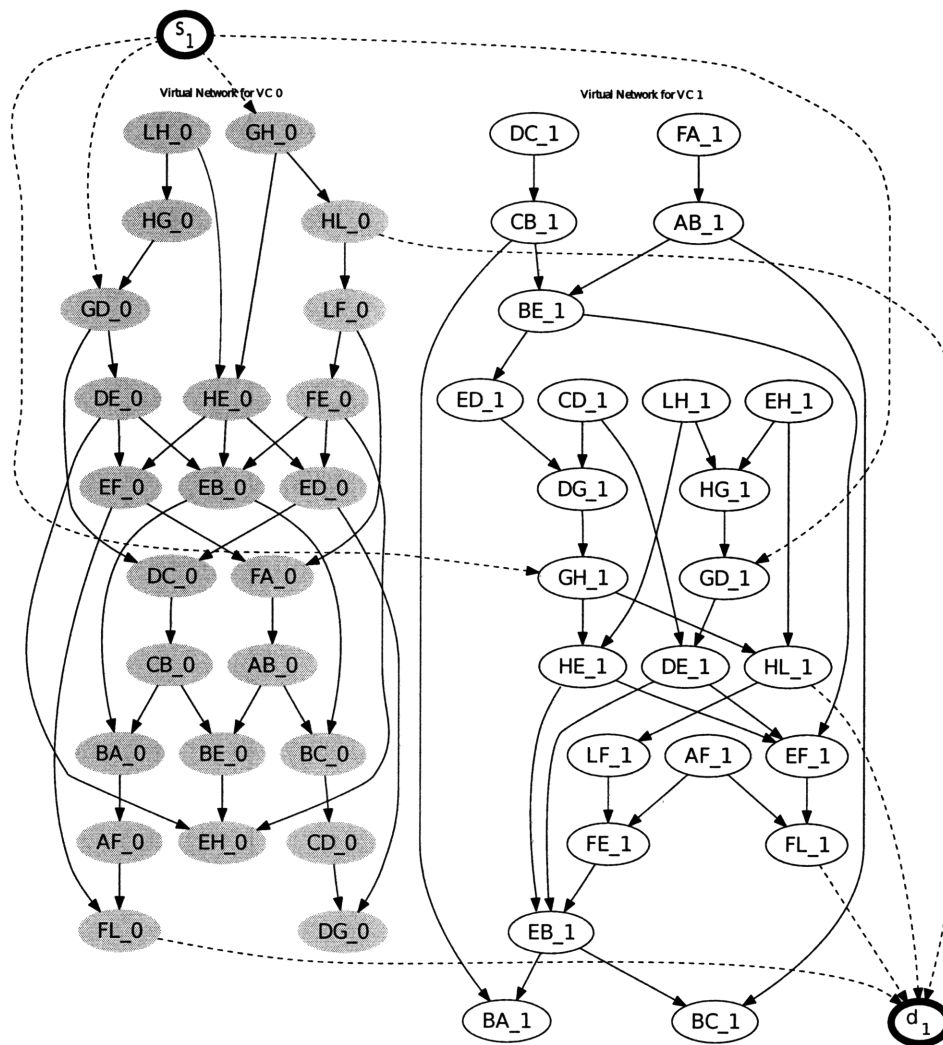 S1
Virtual Network for VC 0
Virtual Network for VC 1
LH_0
GH_0
DC_1
FA_1
HG_0
HL_0
CB_1
AB_1
GD_0
LF_0
BE_1
DE_0
HE_0
FE_0
ED_1
CD_1
LH_1
EH_1
EF_0
EB_0
ED_0
DG_1
HG_1
DC_0
FA_0
GH_1
GD_1
CB_0
AB_0
HE_1
DE_1
HL_1
BA_0
BE_0
BC_0
LF_1
AF_1
EF_1
AF_0
EH_0
CD_0
FE_1
FL_1
FL_0
DG_0
EB_1
BA_1
BC_1
d1